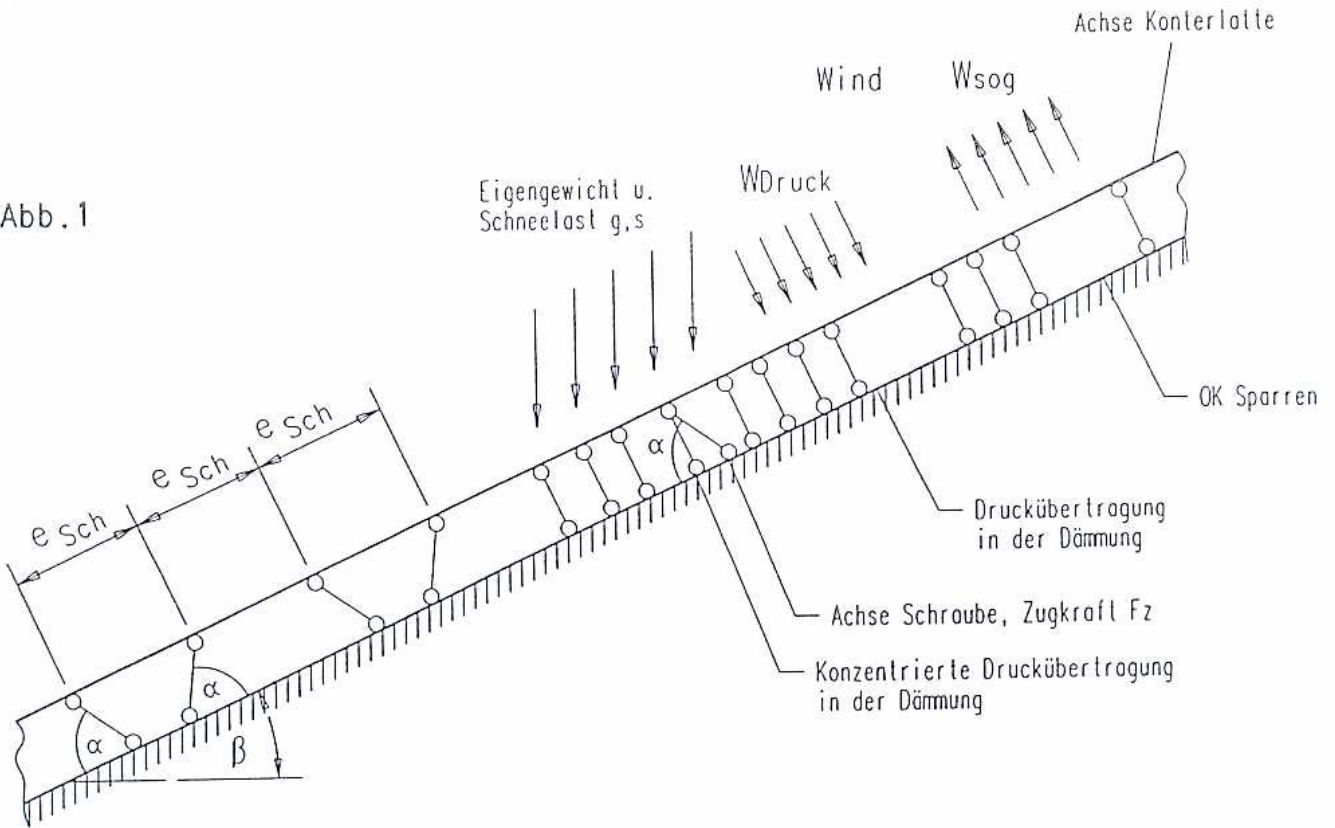 Achse Konterlatte
Wind Wsog
WDruck
Eigengewicht u.
Schneelast g,s
Abb.1
e Sch
e Sch
e Sch
α
OK Sparren
Druckübertragung
in der Dämmung
Achse Schraube, Zugkraft Fz
Konzentrierte Druckübertragung
in der Dämmung
α
α
β